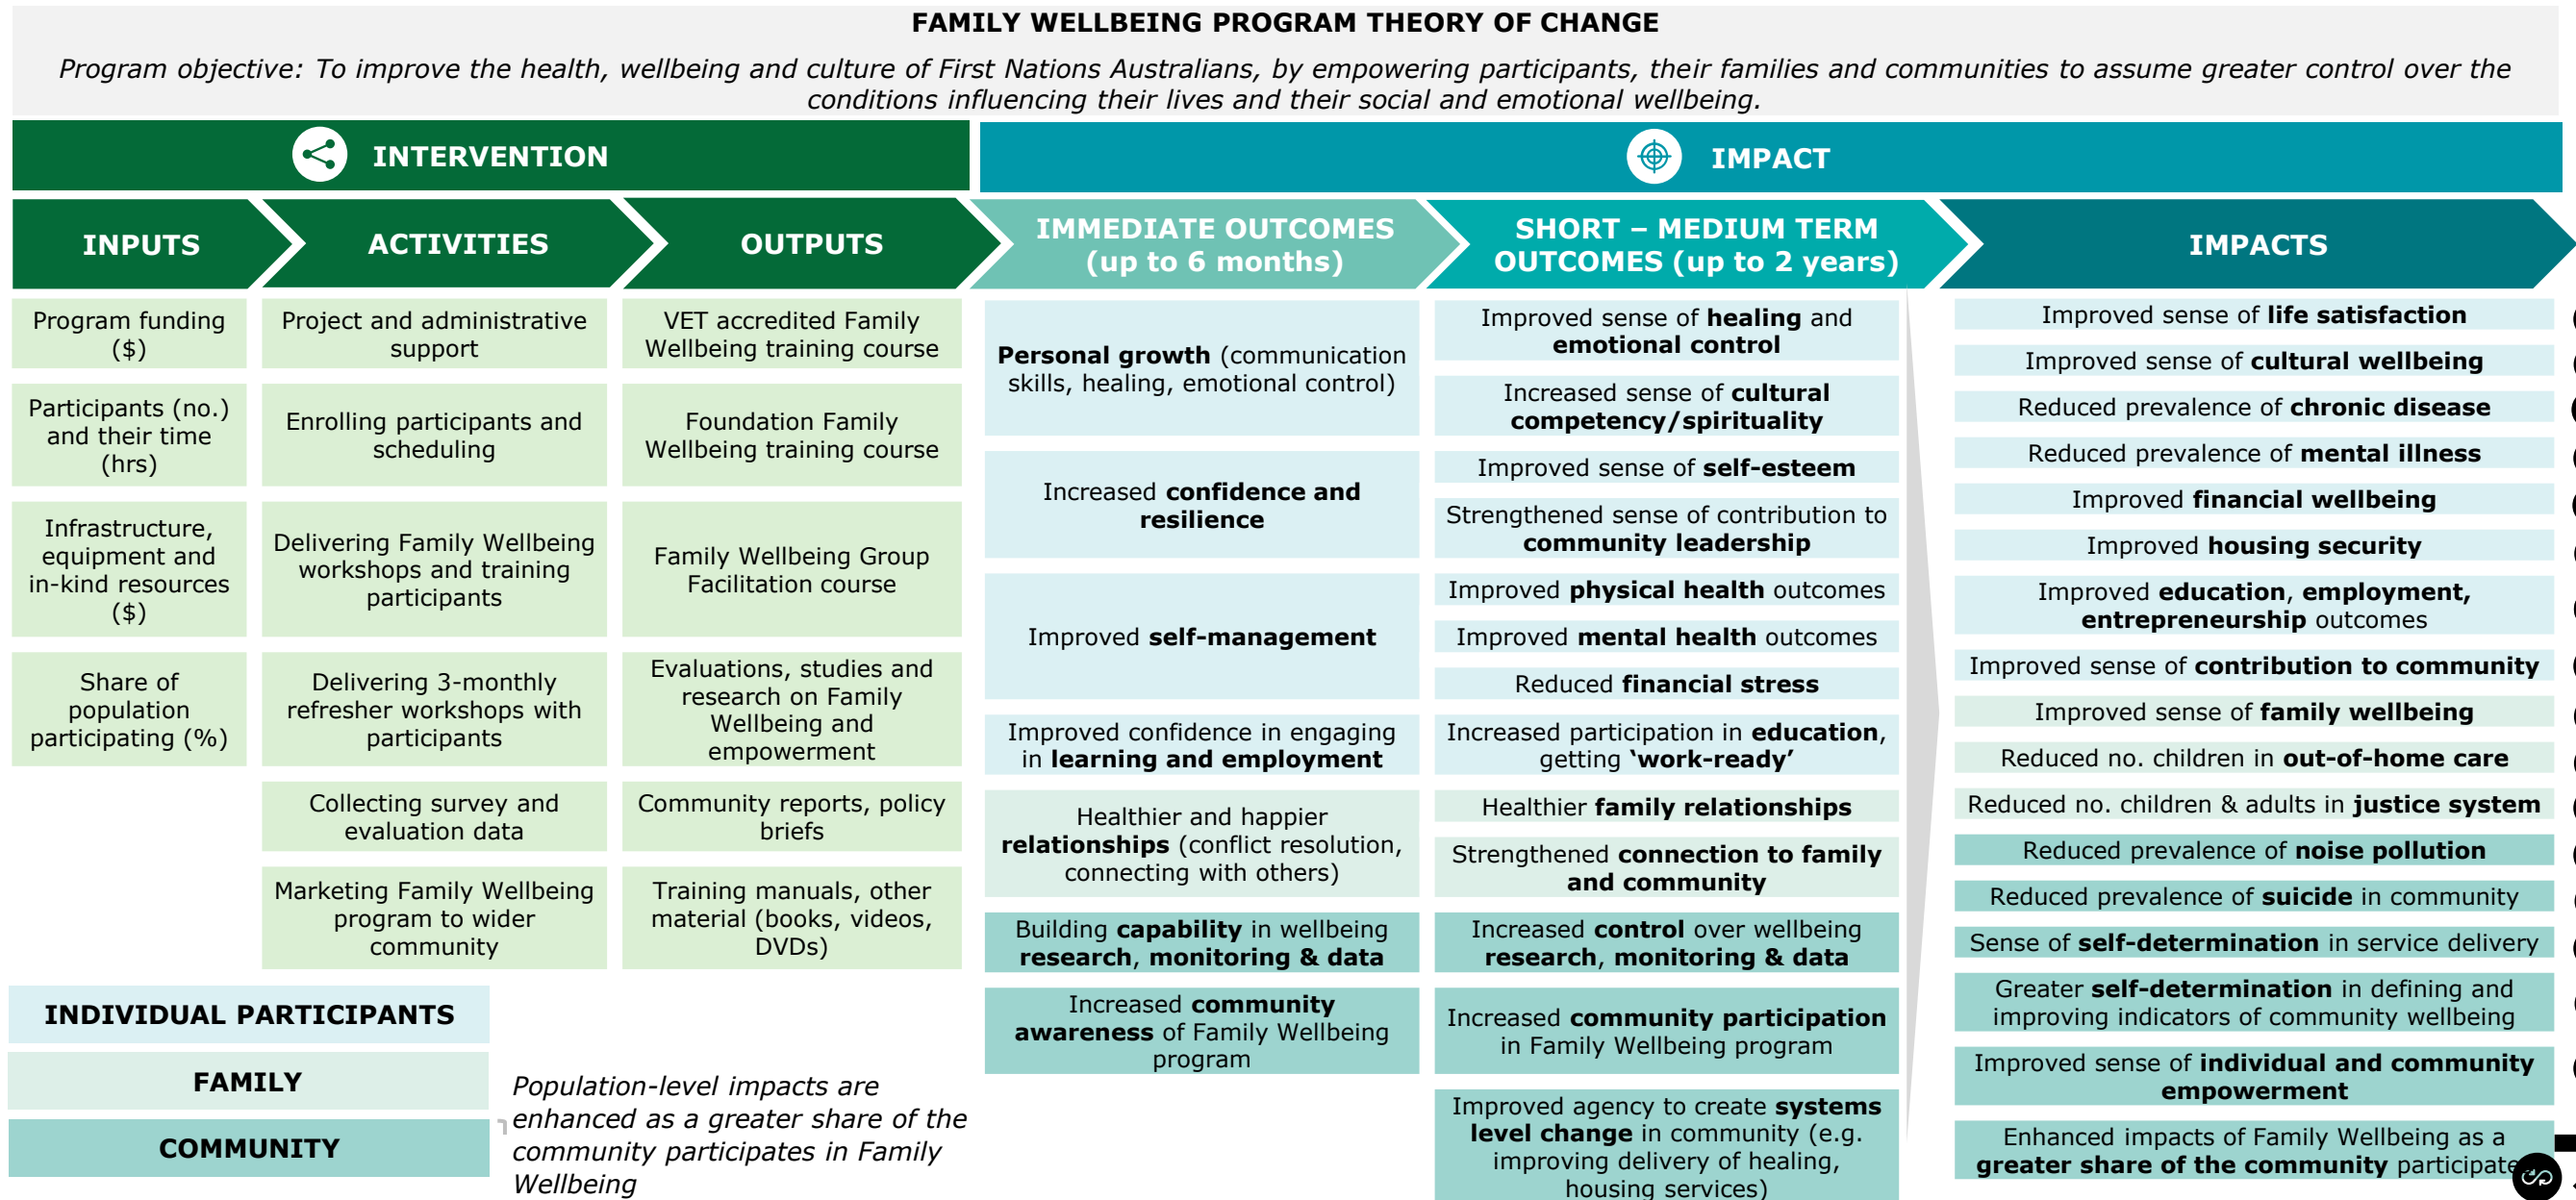 FAMILY WELLBEING PROGRAM THEORY OF CHANGE
Program objective: To improve the health, wellbeing and culture of First Nations Australians, by empowering participants, their families and communities to assume greater control over the
conditions influencing their lives and their social and emotional wellbeing.
INTERVENTION
IMPACT
INPUTS
ACTIVITIES
OUTPUTS
IMMEDIATE OUTCOMES
(up to 6 months)
SHORT – MEDIUM TERM
OUTCOMES (up to 2 years)
IMPACTS
Program funding
($)
Participants (no.)
and their time
(hrs)
Infrastructure,
equipment and
in-kind resources
($)
Share of
population
participating (%)
Project and administrative
support
Enrolling participants and
scheduling
Delivering Family Wellbeing
workshops and training
participants
Delivering 3-monthly
refresher workshops with
participants
Collecting survey and
evaluation data
Marketing Family Wellbeing
program to wider
community
VET accredited Family
Wellbeing training course
Foundation Family
Wellbeing training course
Family Wellbeing Group
Facilitation course
Evaluations, studies and
research on Family
Wellbeing and
empowerment
Community reports, policy
briefs
Training manuals, other
material (books, videos,
DVDs)
Personal growth (communication
skills, healing, emotional control)
Increased confidence and
resilience
Improved self-management
Improved confidence in engaging
in learning and employment
Healthier and happier
relationships (conflict resolution,
connecting with others)
Building capability in wellbeing
research, monitoring & data
Increased community
awareness of Family Wellbeing
program
Improved sense of healing and
emotional control
Increased sense of cultural
competency/spirituality
Improved sense of self-esteem
Strengthened sense of contribution to
community leadership
Improved physical health outcomes
Improved mental health outcomes
Reduced financial stress
Increased participation in education,
getting ‘work-ready’
Healthier family relationships
Strengthened connection to family
and community
Increased control over wellbeing
research, monitoring & data
Increased community participation
in Family Wellbeing program
Improved agency to create systems
level change in community (e.g.
improving delivery of healing,
housing services)
Improved sense of life satisfaction
Improved sense of cultural wellbeing
Reduced prevalence of chronic disease
Reduced prevalence of mental illness
Improved financial wellbeing
Improved housing security
Improved education, employment,
entrepreneurship outcomes
Improved sense of contribution to community
Improved sense of family wellbeing
Reduced no. children in out-of-home care
Reduced no. children & adults in justice system
Reduced prevalence of noise pollution
Reduced prevalence of suicide in community
Sense of self-determination in service delivery
Greater self-determination in defining and
improving indicators of community wellbeing
Improved sense of individual and community
empowerment
Enhanced impacts of Family Wellbeing as a
greater share of the community participate
INDIVIDUAL PARTICIPANTS
FAMILY
COMMUNITY
Population-level impacts are
enhanced as a greater share of the
community participates in Family
Wellbeing